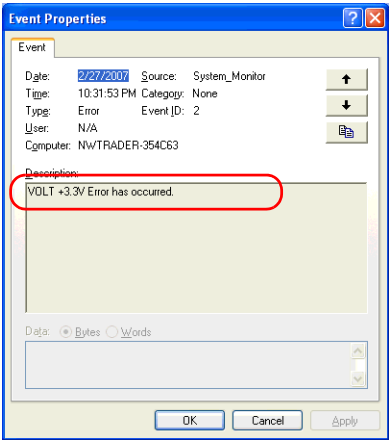 Event Properties
Event
Date: 2/27/2007 Source: System_Monitor
Time: 10:31:53 PM Category: None
Type: Error Event ID: 2
User: N/A
Computer: NWTRADER-354C63
Description:
VOLT +3.3V Error has occurred.
Data: Bytes Words
OK Cancel Apply